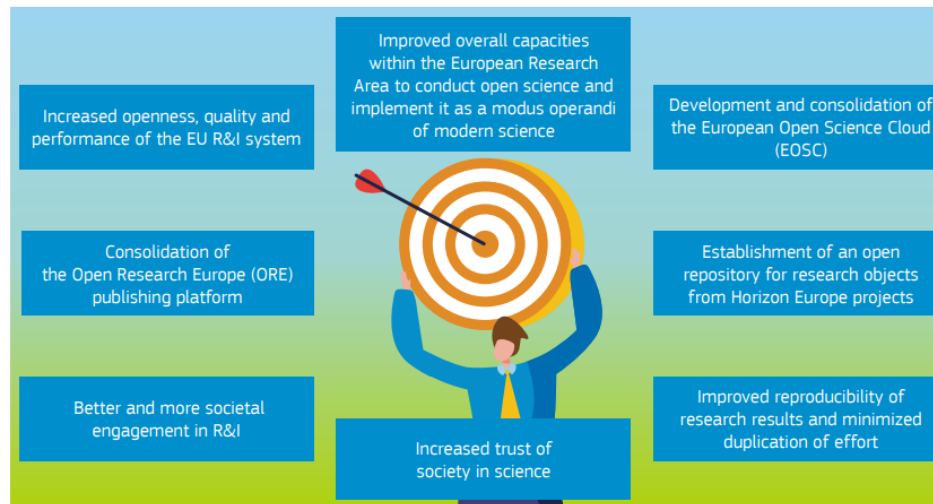 Improved overall capacities
within the European Research
Area to conduct open science and
implement it as a modus operandi
of modern science
Increased openness, quality and
performance of the EU R&I system
Development and consolidation of
the European Open Science Cloud
(EOSC)
Consolidation of
the Open Research Europe (ORE)
publishing platform
Establishment of an open
repository for research objects
from Horizon Europe projects
Better and more societal
engagement in R&I
Increased trust of
society in science
Improved reproducibility of
research results and minimized
duplication of effort